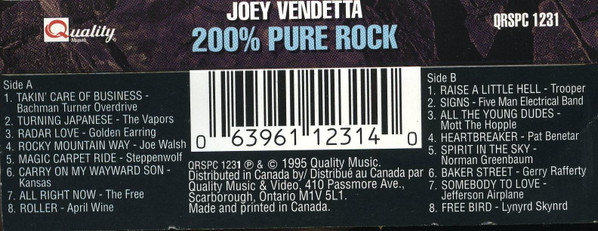 Quality
Music
JOEY VENDETTA
200% PURE ROCK
QRSPC 1231
Side A
1. TAKIN' CARE OF BUSINESS -
Bachman Turner Overdrive
2. TURNING JAPANESE - The Vapors
3. RADAR LOVE - Golden Earring
4. ROCKY MOUNTAIN WAY - Joe Walsh
5. MAGIC CARPET RIDE - Steppenwolf
6. CARRY ON MY WAYWARD SON -
Kansas
7. ALL RIGHT NOW - The Free
8. ROLLER - April Wine
0 63961 12314 0
QRSPC 1231 ℗ & © 1995 Quality Music.
Distributed in Canada by/ Distribué au Canada par
Quality Music & Video, 410 Passmore Ave.,
Scarborough, Ontario M1V 5L1.
Made and printed in Canada.
Side B
1. RAISE A LITTLE HELL - Trooper
2. SIGNS - Five Man Electrical Band
3. ALL THE YOUNG DUDES -
Mott The Hopple
4. HEARTBREAKER - Pat Benetar
5. SPIRIT IN THE SKY -
Norman Greenbaum
6. BAKER STREET - Gerry Rafferty
7. SOMEBODY TO LOVE -
Jefferson Airplane
8. FREE BIRD - Lynyrd Skynrd